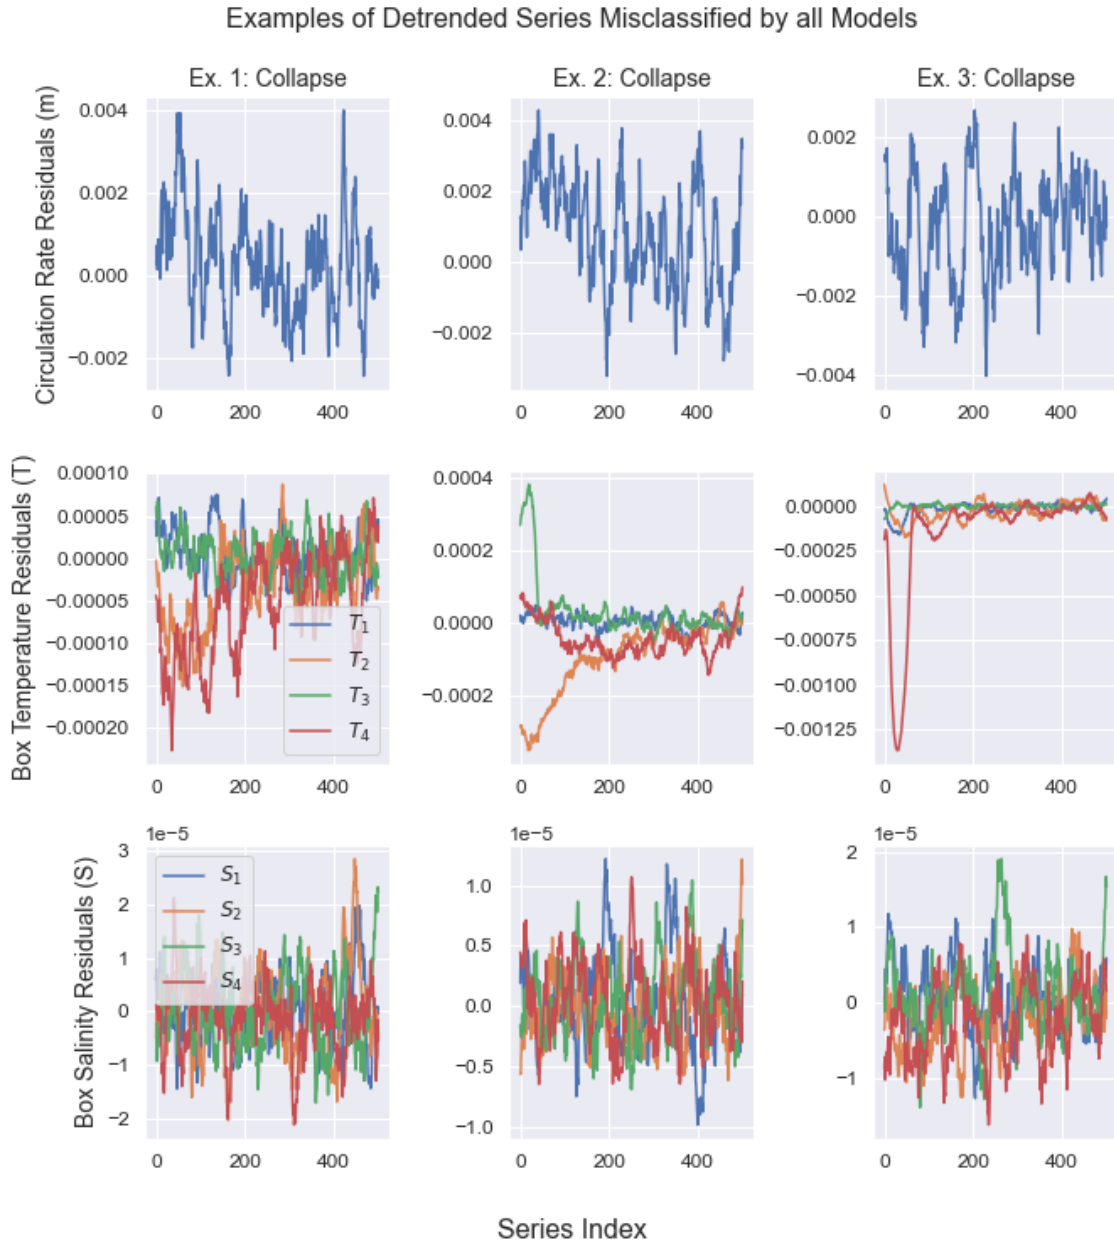 Examples of Detrended Series Misclassified by all Models
Ex. 1: Collapse
Ex. 2: Collapse
Ex. 3: Collapse
Circulation Rate Residuals (m)
0.004
0.002
0.000
−0.002
0 200 400
0.004
0.002
0.000
−0.002
0 200 400
0.002
0.000
−0.002
−0.004
0 200 400
Box Temperature Residuals (T)
0.00010
0.00005
0.00000
−0.00005
−0.00010
−0.00015
−0.00020
T1
T2
T3
T4
0 200 400
0.0004
0.0002
0.0000
−0.0002
0 200 400
0.00000
−0.00025
−0.00050
−0.00075
−0.00100
−0.00125
0 200 400
Box Salinity Residuals (S)
1e−5
3
2
1
0
−1
−2
S1
S2
S3
S4
0 200 400
1e−5
1.0
0.5
0.0
−0.5
−1.0
0 200 400
1e−5
2
1
0
−1
0 200 400
Series Index